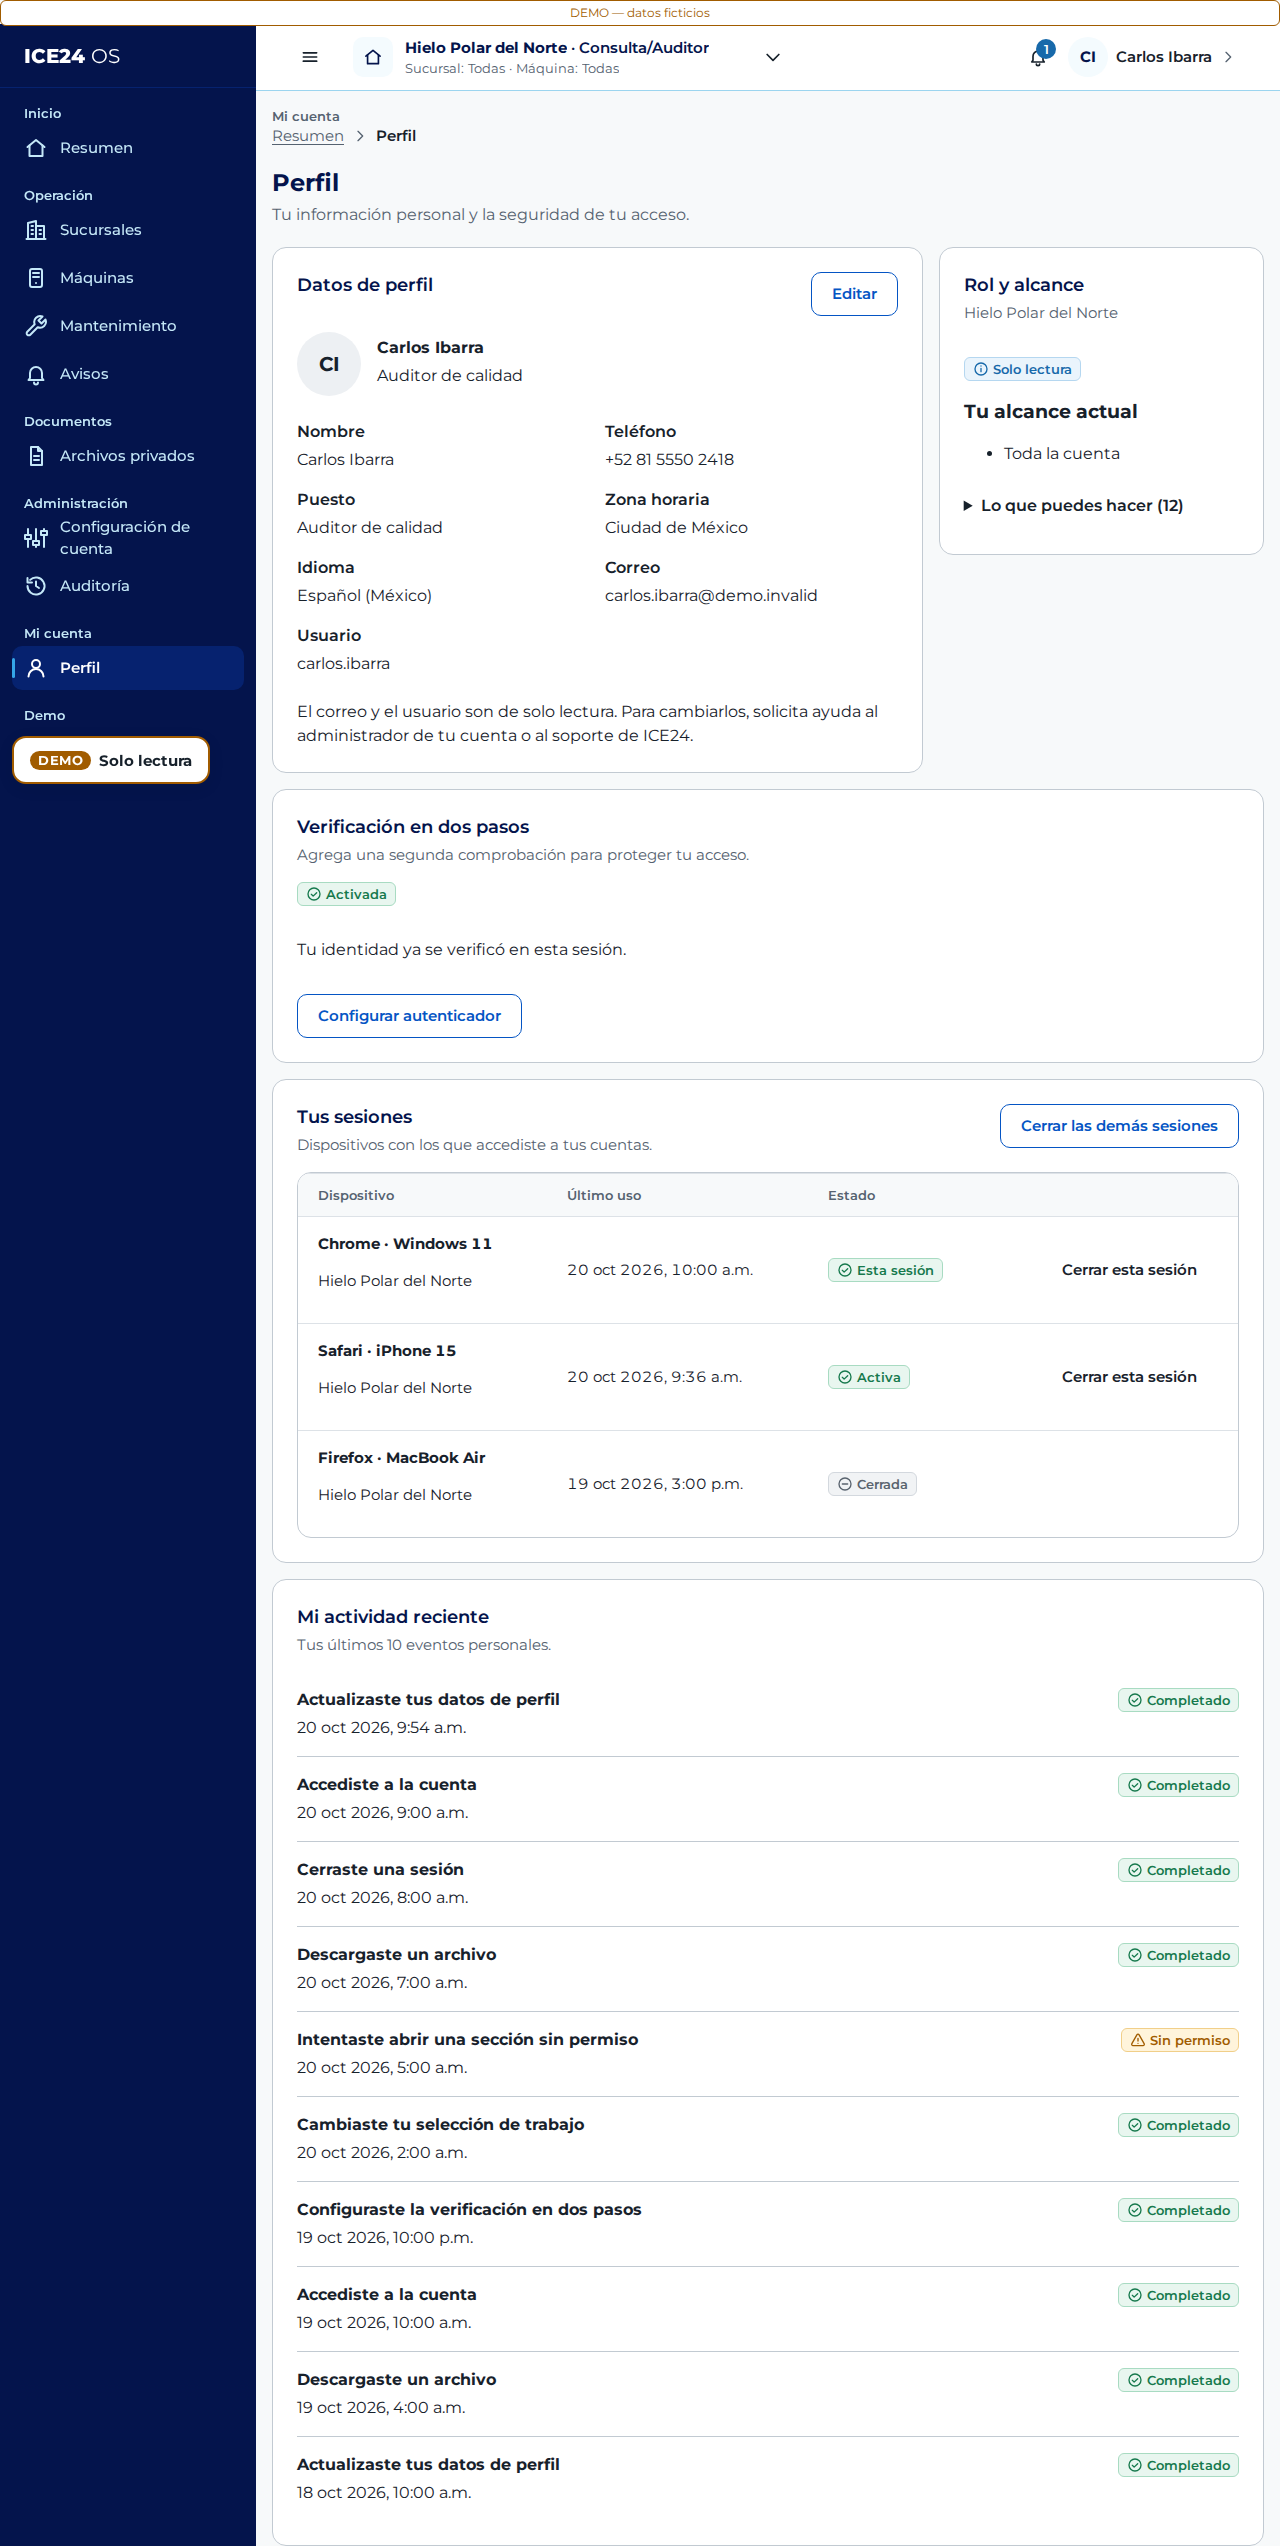 DEMO — datos ficticios
ICE24 OS
Inicio
Resumen
Operación
Sucursales
Máquinas
Mantenimiento
Avisos
Documentos
Archivos privados
Administración
Configuración de
cuenta
Auditoría
Mi cuenta
Perfil
Demo
DEMO Solo lectura
Hielo Polar del Norte · Consulta/Auditor
Sucursal: Todas · Máquina: Todas
1
CI Carlos Ibarra
Mi cuenta
Resumen > Perfil
Perfil
Tu información personal y la seguridad de tu acceso.
Datos de perfil
Editar
CI
Carlos Ibarra
Auditor de calidad
Nombre
Carlos Ibarra
Teléfono
+52 81 5550 2418
Puesto
Auditor de calidad
Zona horaria
Ciudad de México
Idioma
Español (México)
Correo
carlos.ibarra@demo.invalid
Usuario
carlos.ibarra
El correo y el usuario son de solo lectura. Para cambiarlos, solicita ayuda al
administrador de tu cuenta o al soporte de ICE24.
Rol y alcance
Hielo Polar del Norte
Solo lectura
Tu alcance actual
• Toda la cuenta
Lo que puedes hacer (12)
Verificación en dos pasos
Agrega una segunda comprobación para proteger tu acceso.
Activada
Tu identidad ya se verificó en esta sesión.
Configurar autenticador
Tus sesiones
Dispositivos con los que accediste a tus cuentas.
Cerrar las demás sesiones
Dispositivo Último uso Estado
Chrome · Windows 11
Hielo Polar del Norte
20 oct 2026, 10:00 a.m.
Esta sesión
Cerrar esta sesión
Safari · iPhone 15
Hielo Polar del Norte
20 oct 2026, 9:36 a.m.
Activa
Cerrar esta sesión
Firefox · MacBook Air
Hielo Polar del Norte
19 oct 2026, 3:00 p.m.
Cerrada
Mi actividad reciente
Tus últimos 10 eventos personales.
Actualizaste tus datos de perfil
20 oct 2026, 9:54 a.m.
Completado
Accediste a la cuenta
20 oct 2026, 9:00 a.m.
Completado
Cerraste una sesión
20 oct 2026, 8:00 a.m.
Completado
Descargaste un archivo
20 oct 2026, 7:00 a.m.
Completado
Intentaste abrir una sección sin permiso
20 oct 2026, 5:00 a.m.
Sin permiso
Cambiaste tu selección de trabajo
20 oct 2026, 2:00 a.m.
Completado
Configuraste la verificación en dos pasos
19 oct 2026, 10:00 p.m.
Completado
Accediste a la cuenta
19 oct 2026, 10:00 a.m.
Completado
Descargaste un archivo
19 oct 2026, 4:00 a.m.
Completado
Actualizaste tus datos de perfil
18 oct 2026, 10:00 a.m.
Completado